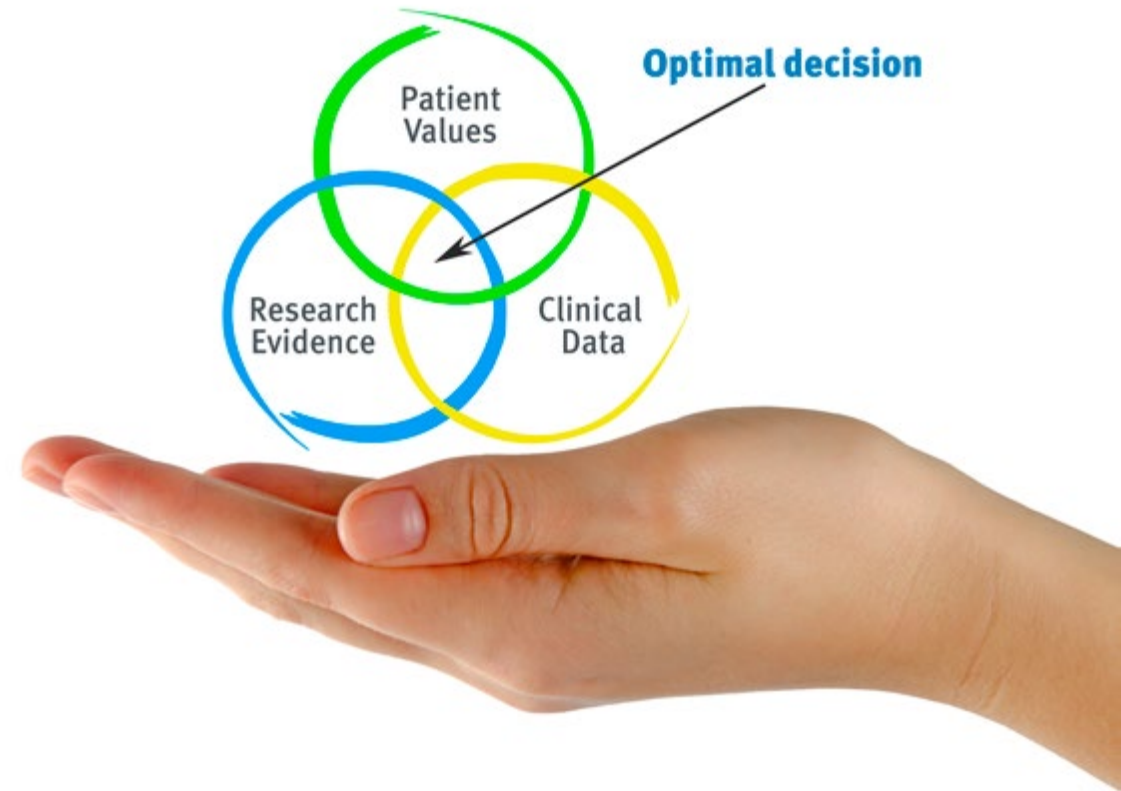 Optimal decision
Patient
Values
Research
Evidence
Clinical
Data